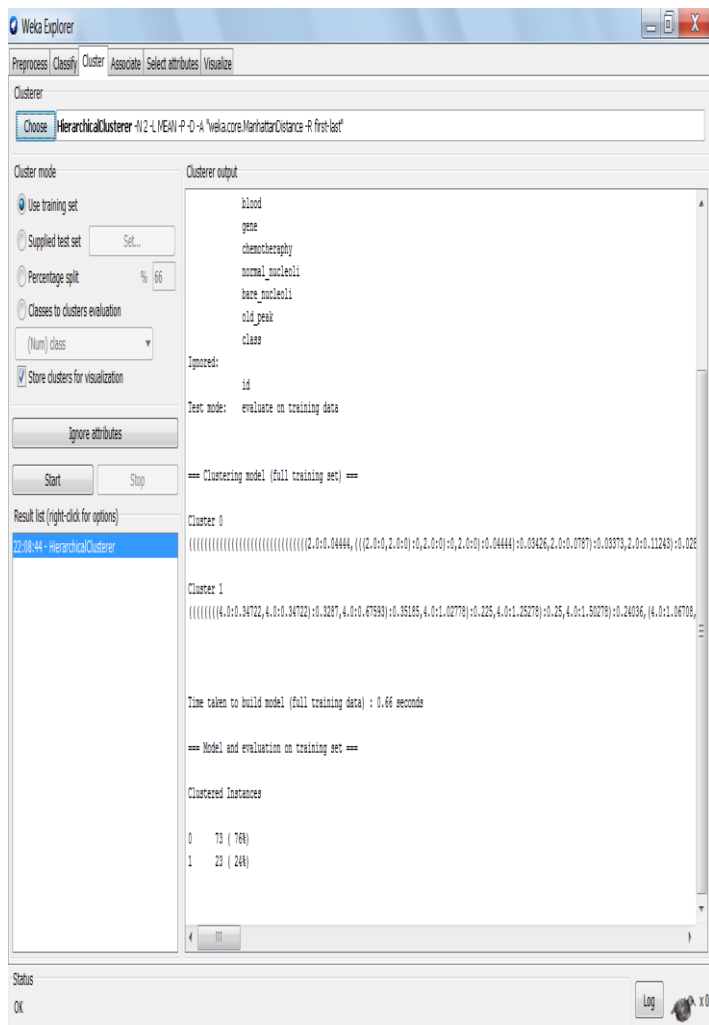 Weka Explorer
X
Preprocess Classify Cluster Associate Select attributes Visualize
Clusterer
Choose HierarchicalClusterer -N 2 -L MEAN -P -D -A "weka.core.ManhattanDistance -R first-last"
Cluster mode
Use training set
Supplied test set Set...
Percentage split % 66
Classes to clusters evaluation
(Num) class
Store clusters for visualization
Ignore attributes
Start Stop
Result list (right-click for options)
22:08:44 - HierarchicalClusterer
Clusterer output
blood
gene
chemotheraphy
normal_nucleoli
bare_nucleoli
old_peak
class
Ignored:
id
Test mode: evaluate on training data
=== Clustering model (full training set) ===
Cluster 0
((((((((((((((((((((((((((((((((2.0:0.04444,(((2.0:0,2.0:0):0,2.0:0):0,2.0:0):0.04444):0.03426,2.0:0.0787):0.03373,2.0:0.11243):0.028
Cluster 1
((((((((4.0:0.34722,4.0:0.34722):0.3287,4.0:0.67593):0.35185,4.0:1.02778):0.225,4.0:1.25278):0.25,4.0:1.50278):0.24036,(4.0:1.06708,
Time taken to build model (full training data) : 0.66 seconds
=== Model and evaluation on training set ===
Clustered Instances
0 73 ( 76%)
1 23 ( 24%)
Status
OK
Log
x 0